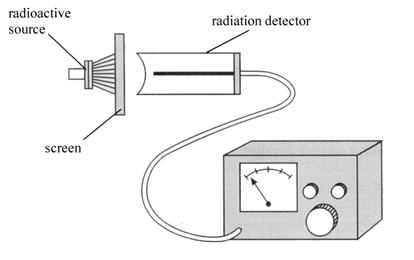 radioactive
source
radiation detector
screen